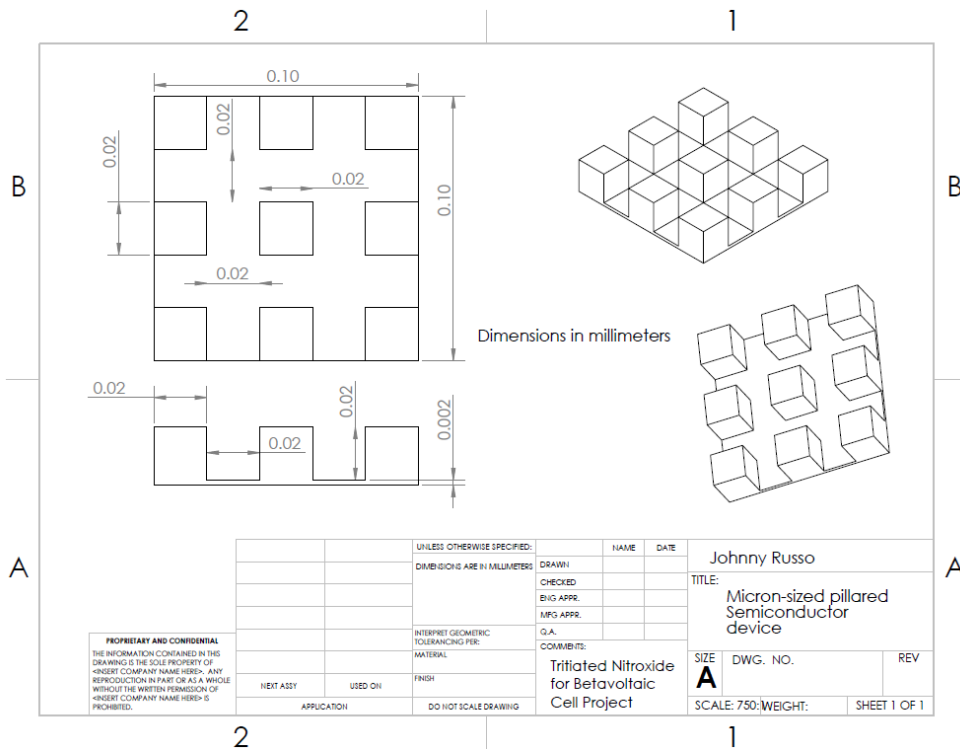 2
1
B
B
A
A
2
1
0.10
0.02
0.02
0.02
0.10
0.02
Dimensions in millimeters
0.02
0.02
0.02
0.002
PROPRIETARY AND CONFIDENTIAL
THE INFORMATION CONTAINED IN THIS
DRAWING IS THE SOLE PROPERTY OF
<INSERT COMPANY NAME HERE>. ANY
REPRODUCTION IN PART OR AS A WHOLE
WITHOUT THE WRITTEN PERMISSION OF
<INSERT COMPANY NAME HERE> IS
PROHIBITED.
NEXT ASSY
USED ON
APPLICATION
UNLESS OTHERWISE SPECIFIED:
DIMENSIONS ARE IN MILLIMETERS
INTERPRET GEOMETRIC
TOLERANCING PER:
MATERIAL
FINISH
DO NOT SCALE DRAWING
NAME
DATE
DRAWN
CHECKED
ENG APPR.
MFG APPR.
Q.A.
COMMENTS:
Tritiated Nitroxide
for Betavoltaic
Cell Project
Johnny Russo
TITLE:
Micron-sized pillared
Semiconductor
device
SIZE
A
DWG. NO.
REV
SCALE: 750:
WEIGHT:
SHEET 1 OF 1